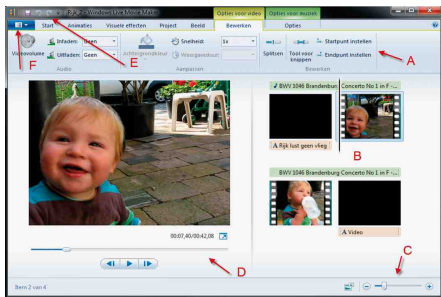 Windows Live Movie Maker
Opties voor video Opties voor muziek
Start Animaties Visuele effecten Project Beeld Bewerken Opties
Videovolume
Infaden: Geen
Uitfaden: Geen
Audio
Achtergrondkleur
Snelheid: 1x
Weergaveduur:
Aanpassen
Splitsen
Tool voor knippen
Startpunt instellen
Eindpunt instellen
Bewerken
A
B
C
D
E
F
BWV 1046 Brandenburg Concerto No 1 in F -...
A Rijk lust geen vlieg
BWV 1046 Brandenburg Concerto No 1 in F -...
A Video
00:07,40/00:42,08
Item 2 van 4